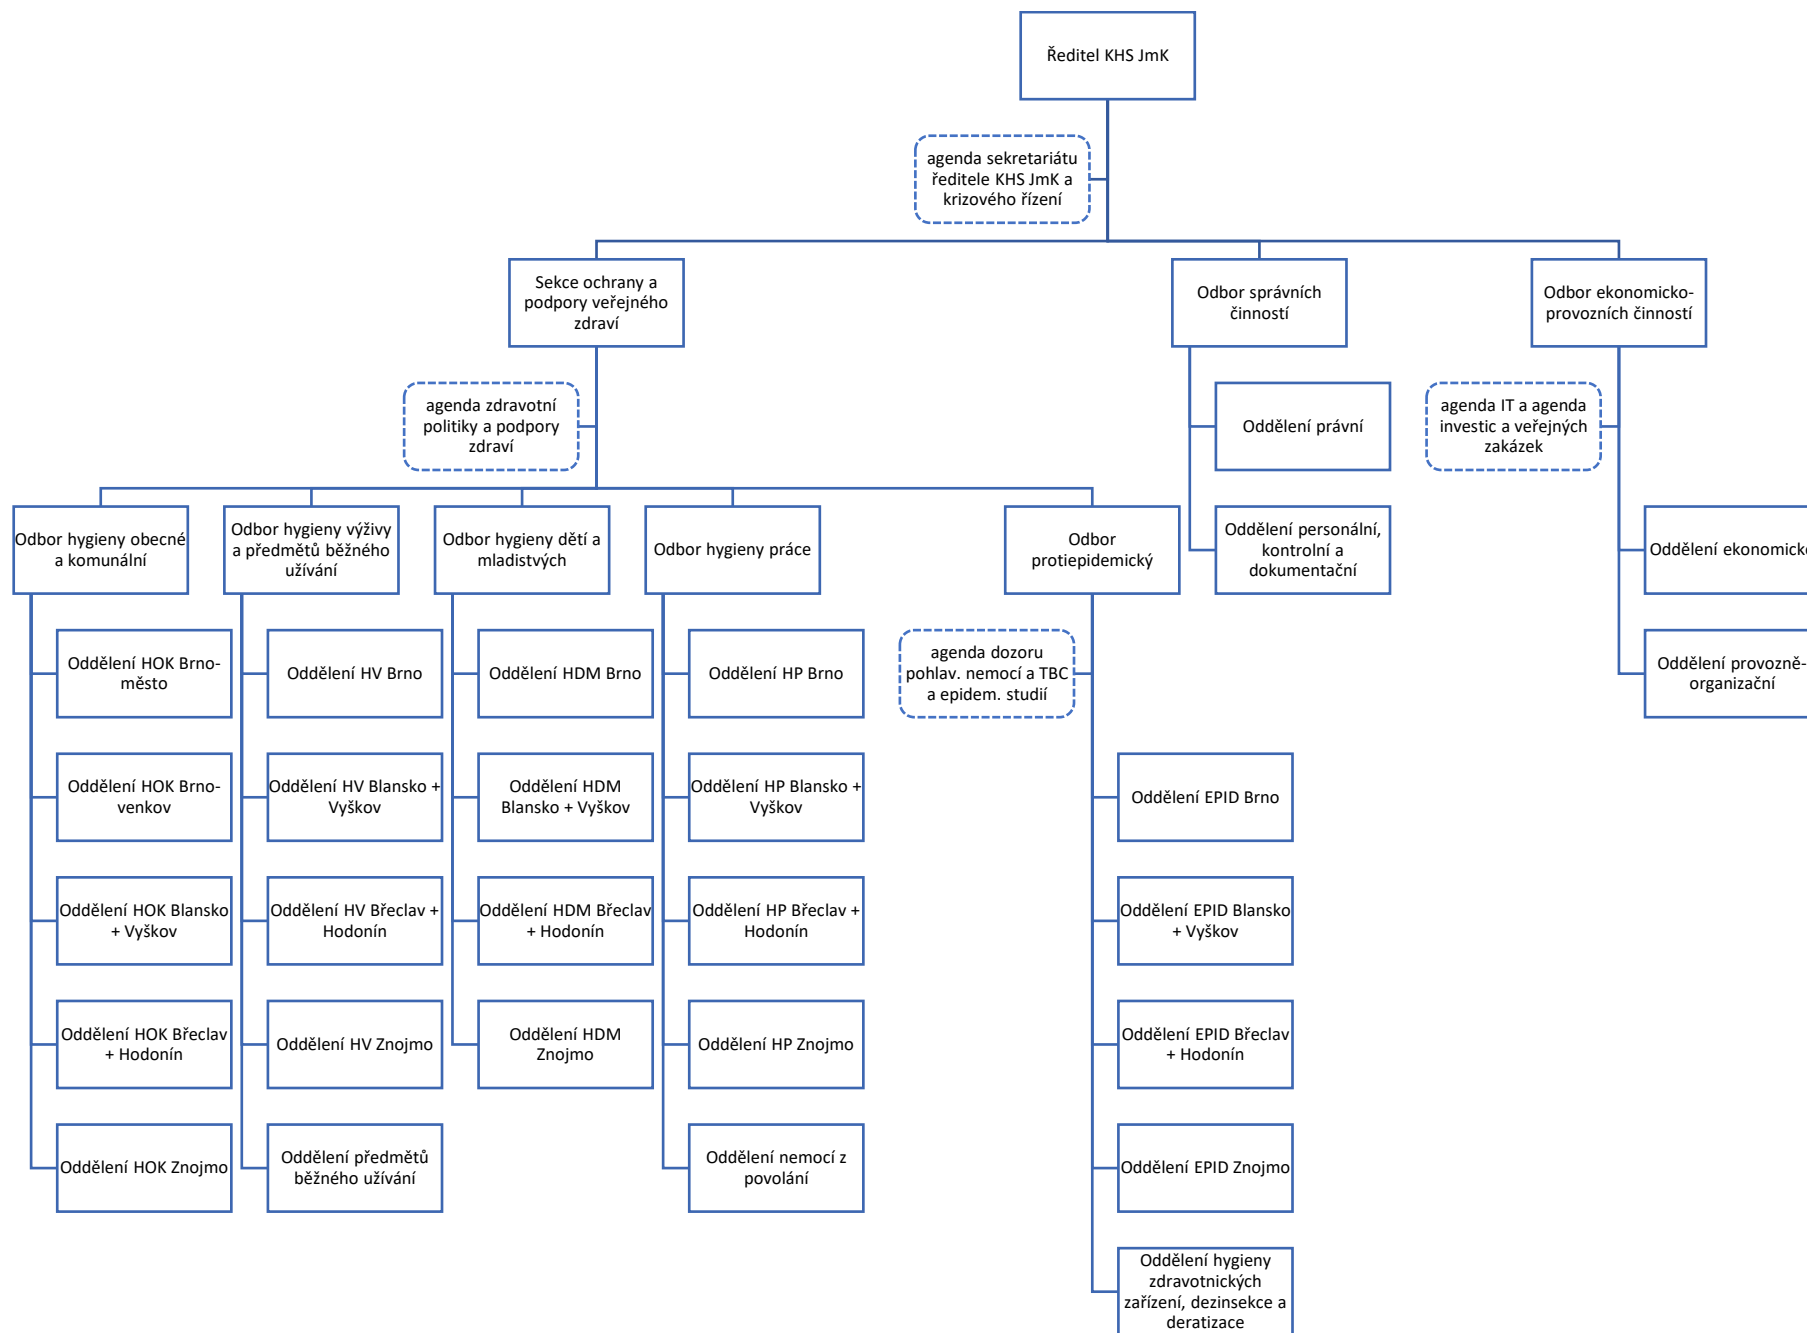 Ředitel KHS JmK
agenda sekretariátu
ředitele KHS JmK a
krizového řízení
Sekce ochrany a
podpory veřejného
zdraví
Odbor správních
činností
Odbor ekonomicko-
provozních činností
agenda zdravotní
politiky a podpory
zdraví
Oddělení právní
agenda IT a agenda
investic a veřejných
zakázek
Odbor hygieny obecné
a komunální
Odbor hygieny výživy
a předmětů běžného
užívání
Odbor hygieny dětí a
mladistvých
Odbor hygieny práce
Odbor
protiepidemický
Oddělení personální,
kontrolní a
dokumentační
Oddělení ekonomické
Oddělení HOK Brno-
město
Oddělení HV Brno
Oddělení HDM Brno
Oddělení HP Brno
agenda dozoru
pohlav. nemocí a TBC
a epidem. studií
Oddělení provozně-
organizační
Oddělení HOK Brno-
venkov
Oddělení HV Blansko +
Vyškov
Oddělení HDM
Blansko + Vyškov
Oddělení HP Blansko +
Vyškov
Oddělení EPID Brno
Oddělení HOK Blansko
+ Vyškov
Oddělení HV Břeclav +
Hodonín
Oddělení HDM Břeclav
+ Hodonín
Oddělení HP Břeclav +
Hodonín
Oddělení EPID Blansko
+ Vyškov
Oddělení HOK Břeclav
+ Hodonín
Oddělení HV Znojmo
Oddělení HDM
Znojmo
Oddělení HP Znojmo
Oddělení EPID Břeclav
+ Hodonín
Oddělení HOK Znojmo
Oddělení předmětů
běžného užívání
Oddělení nemocí z
povolání
Oddělení EPID Znojmo
Oddělení hygieny
zdravotnických
zařízení, dezinsekce a
deratizace